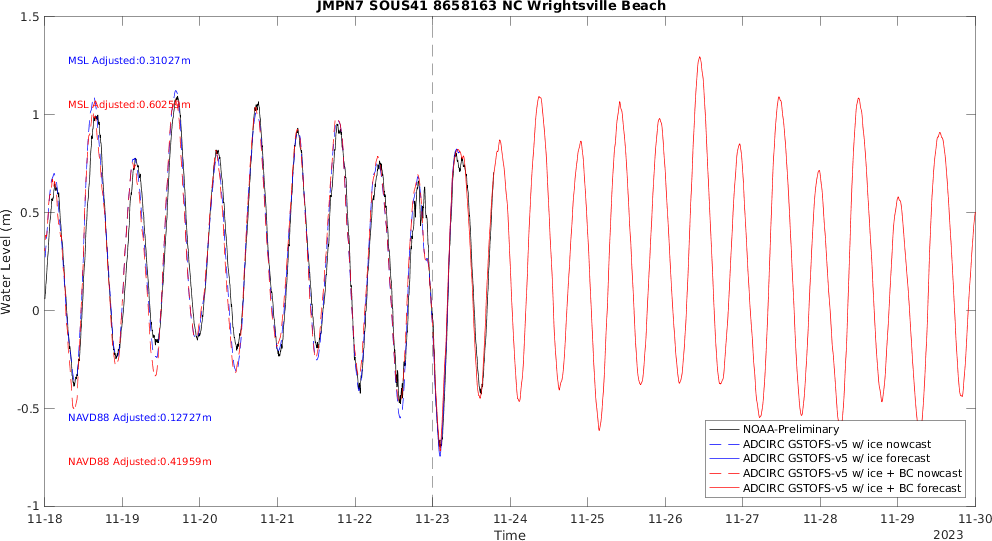 JMPN7 SOUS41 8658163 NC Wrightsville Beach
1.5
1
0.5
0
-0.5
-1
Water Level (m)
MSL Adjusted:0.31027m
MSL Adjusted:0.60259m
NAVD88 Adjusted:0.12727m
NAVD88 Adjusted:0.41959m
NOAA-Preliminary
ADCIRC GSTOFS-v5 w/ ice nowcast
ADCIRC GSTOFS-v5 w/ ice forecast
ADCIRC GSTOFS-v5 w/ ice + BC nowcast
ADCIRC GSTOFS-v5 w/ ice + BC forecast
11-18 11-19 11-20 11-21 11-22 11-23 11-24 11-25 11-26 11-27 11-28 11-29 11-30
Time
2023